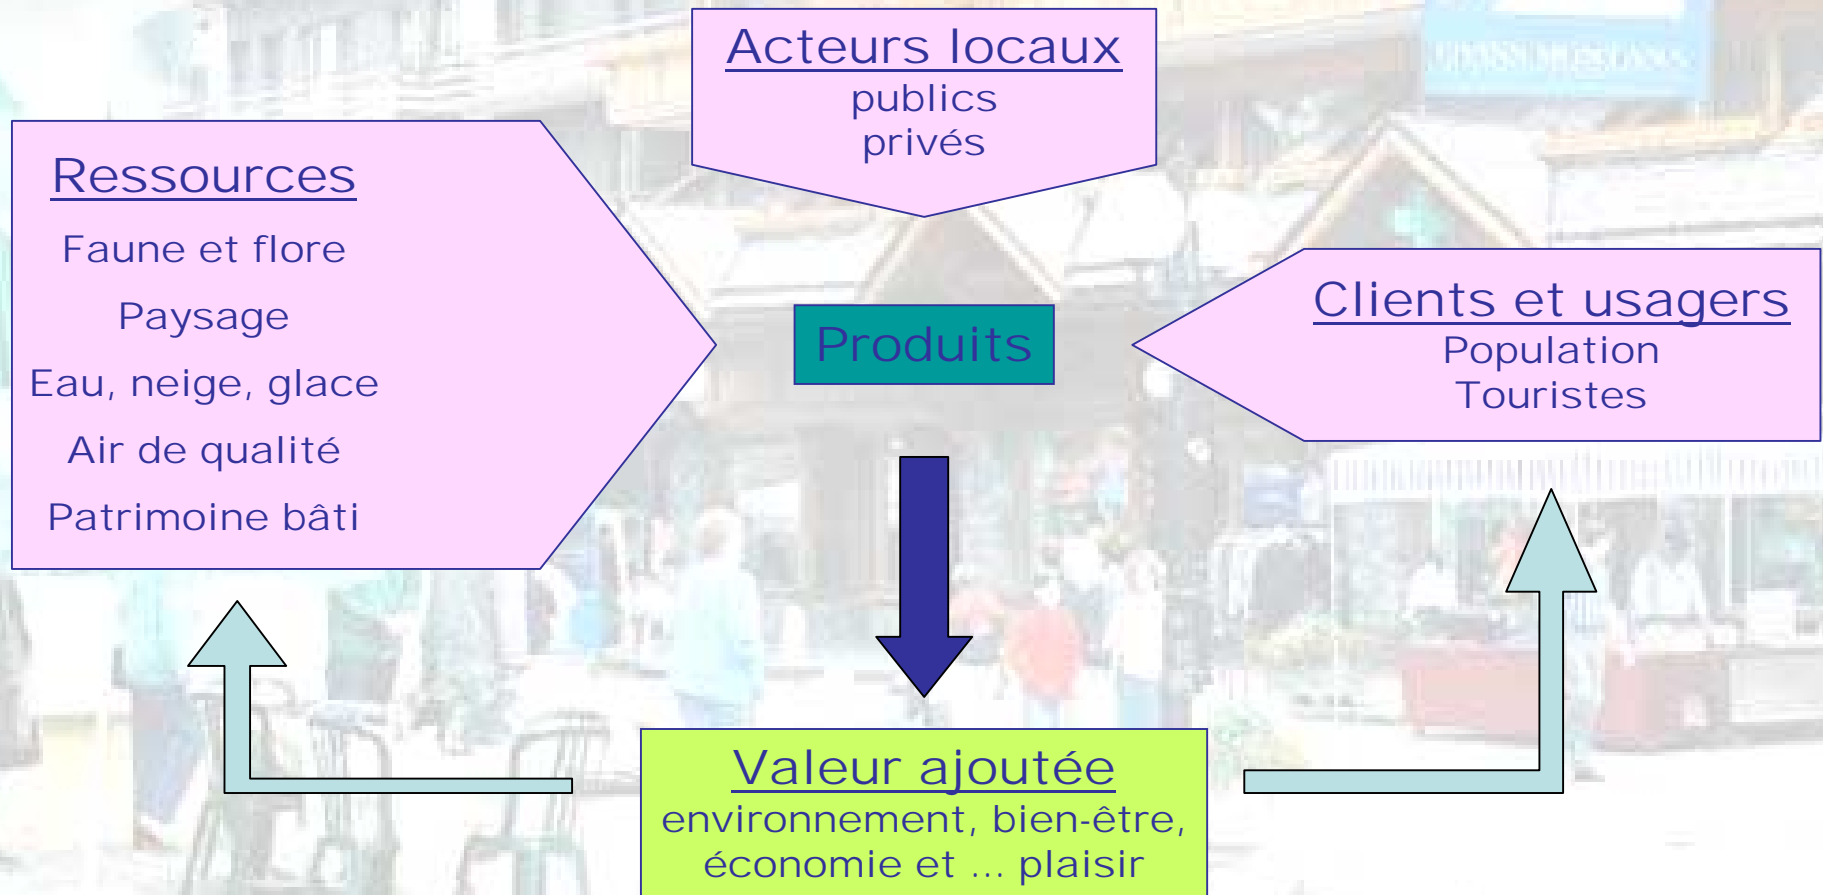 Acteurs locaux
publics
privés
Ressources
Faune et flore
Paysage
Eau, neige, glace
Air de qualité
Patrimoine bâti
Produits
Clients et usagers
Population
Touristes
Valeur ajoutée
environnement, bien-être,
économie et ... plaisir